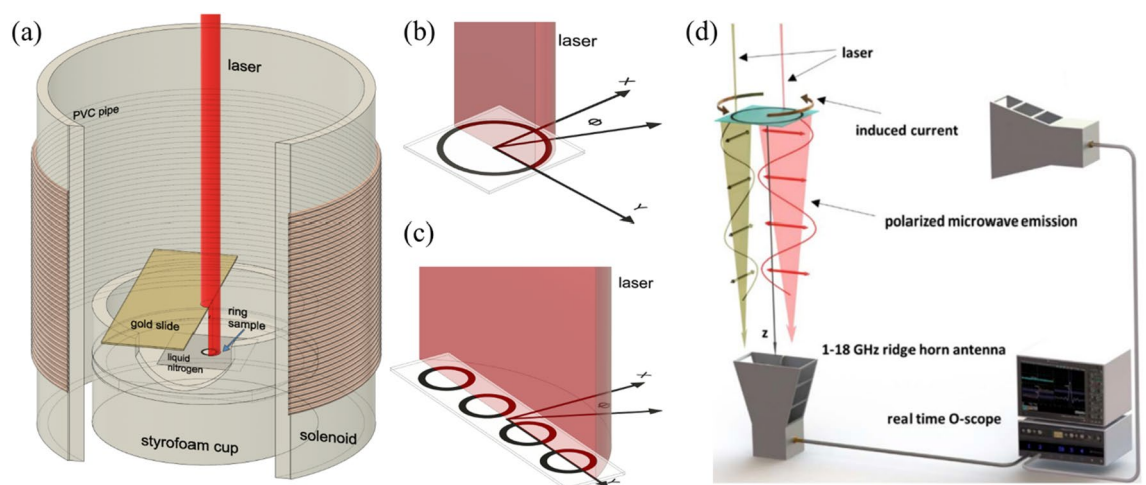 (a)
laser
PVC pipe
gold slide
ring
sample
liquid
nitrogen
styrofoam cup
solenoid
(b)
laser
X
Φ
Y
(c)
laser
X
Φ
Y
(d)
laser
induced current
polarized microwave emission
z
1-18 GHz ridge horn antenna
real time O-scope